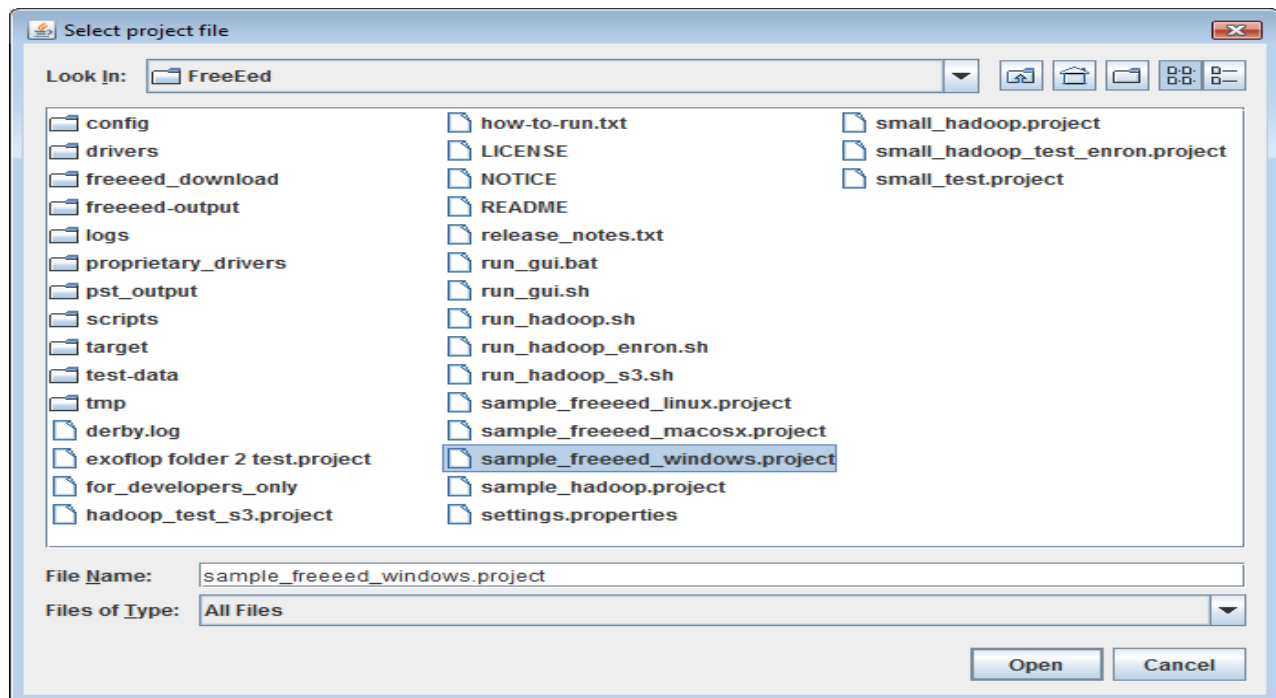 Select project file
Look In: FreeEed
config
drivers
freeeed_download
freeeed-output
logs
proprietary_drivers
pst_output
scripts
target
test-data
tmp
derby.log
exoflop folder 2 test.project
for_developers_only
hadoop_test_s3.project
how-to-run.txt
LICENSE
NOTICE
README
release_notes.txt
run_gui.bat
run_gui.sh
run_hadoop.sh
run_hadoop_enron.sh
run_hadoop_s3.sh
sample_freeeed_linux.project
sample_freeeed_macosx.project
sample_freeeed_windows.project
sample_hadoop.project
settings.properties
small_hadoop.project
small_hadoop_test_enron.project
small_test.project
File Name: sample_freeeed_windows.project
Files of Type: All Files
Open Cancel